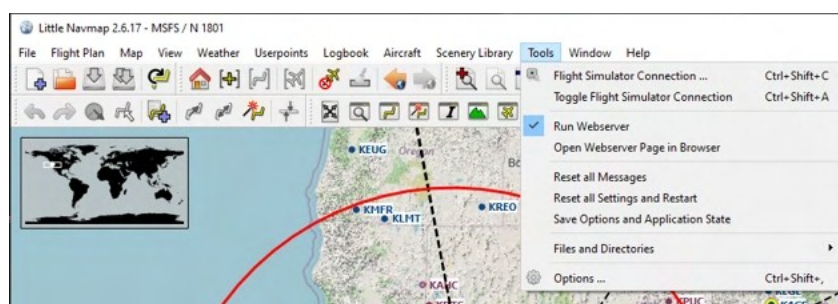 Little Navmap 2.6.17 - MSFS / N 1801
File Flight Plan Map View Weather Userpoints Logbook Aircraft Scenery Library Tools Window Help
Flight Simulator Connection ... Ctrl+Shift+C
Toggle Flight Simulator Connection Ctrl+Shift+A
Run Webserver
Open Webserver Page in Browser
Reset all Messages
Reset all Settings and Restart
Save Options and Application State
Files and Directories
Options ... Ctrl+Shift+,
KEUG Oregon
KMFR
KLMT
KREO